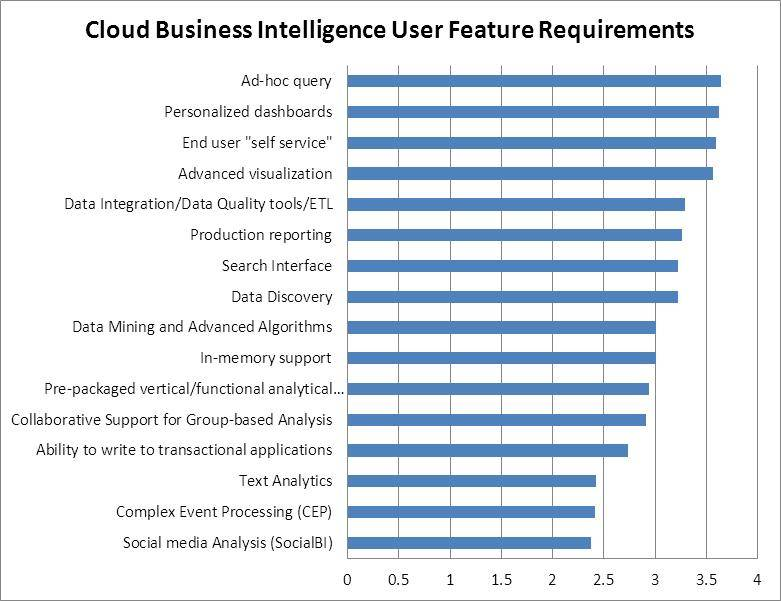 Cloud Business Intelligence User Feature Requirements
Ad-hoc query
Personalized dashboards
End user "self service"
Advanced visualization
Data Integration/Data Quality tools/ETL
Production reporting
Search Interface
Data Discovery
Data Mining and Advanced Algorithms
In-memory support
Pre-packaged vertical/functional analytical...
Collaborative Support for Group-based Analysis
Ability to write to transactional applications
Text Analytics
Complex Event Processing (CEP)
Social media Analysis (SocialBI)
0 0.5 1 1.5 2 2.5 3 3.5 4